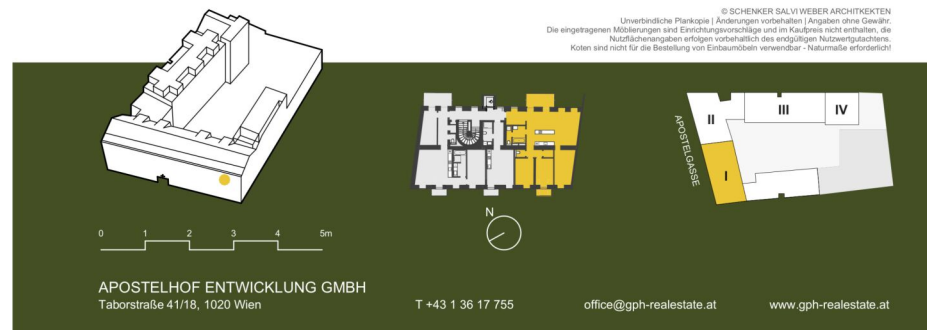 © SCHENKER SALVI WEBER ARCHITKEKTEN
Unverbindliche Plankopie | Änderungen vorbehalten | Angaben ohne Gewähr.
Die eingetragenen Möblierungen sind Einrichtungsvorschläge und im Kaufpreis nicht enthalten, die
Nutzflächenangaben erfolgen vorbehaltlich des endgültigen Nutzwertgutachtens.
Koten sind nicht für die Bestellung von Einbaumöbeln verwendbar - Naturmaße erforderlich!
II
III
IV
APOSTELGASSE
I
N
0 1 2 3 4 5m
APOSTELHOF ENTWICKLUNG GMBH
Taborstraße 41/18, 1020 Wien
T +43 1 36 17 755
office@gph-realestate.at
www.gph-realestate.at